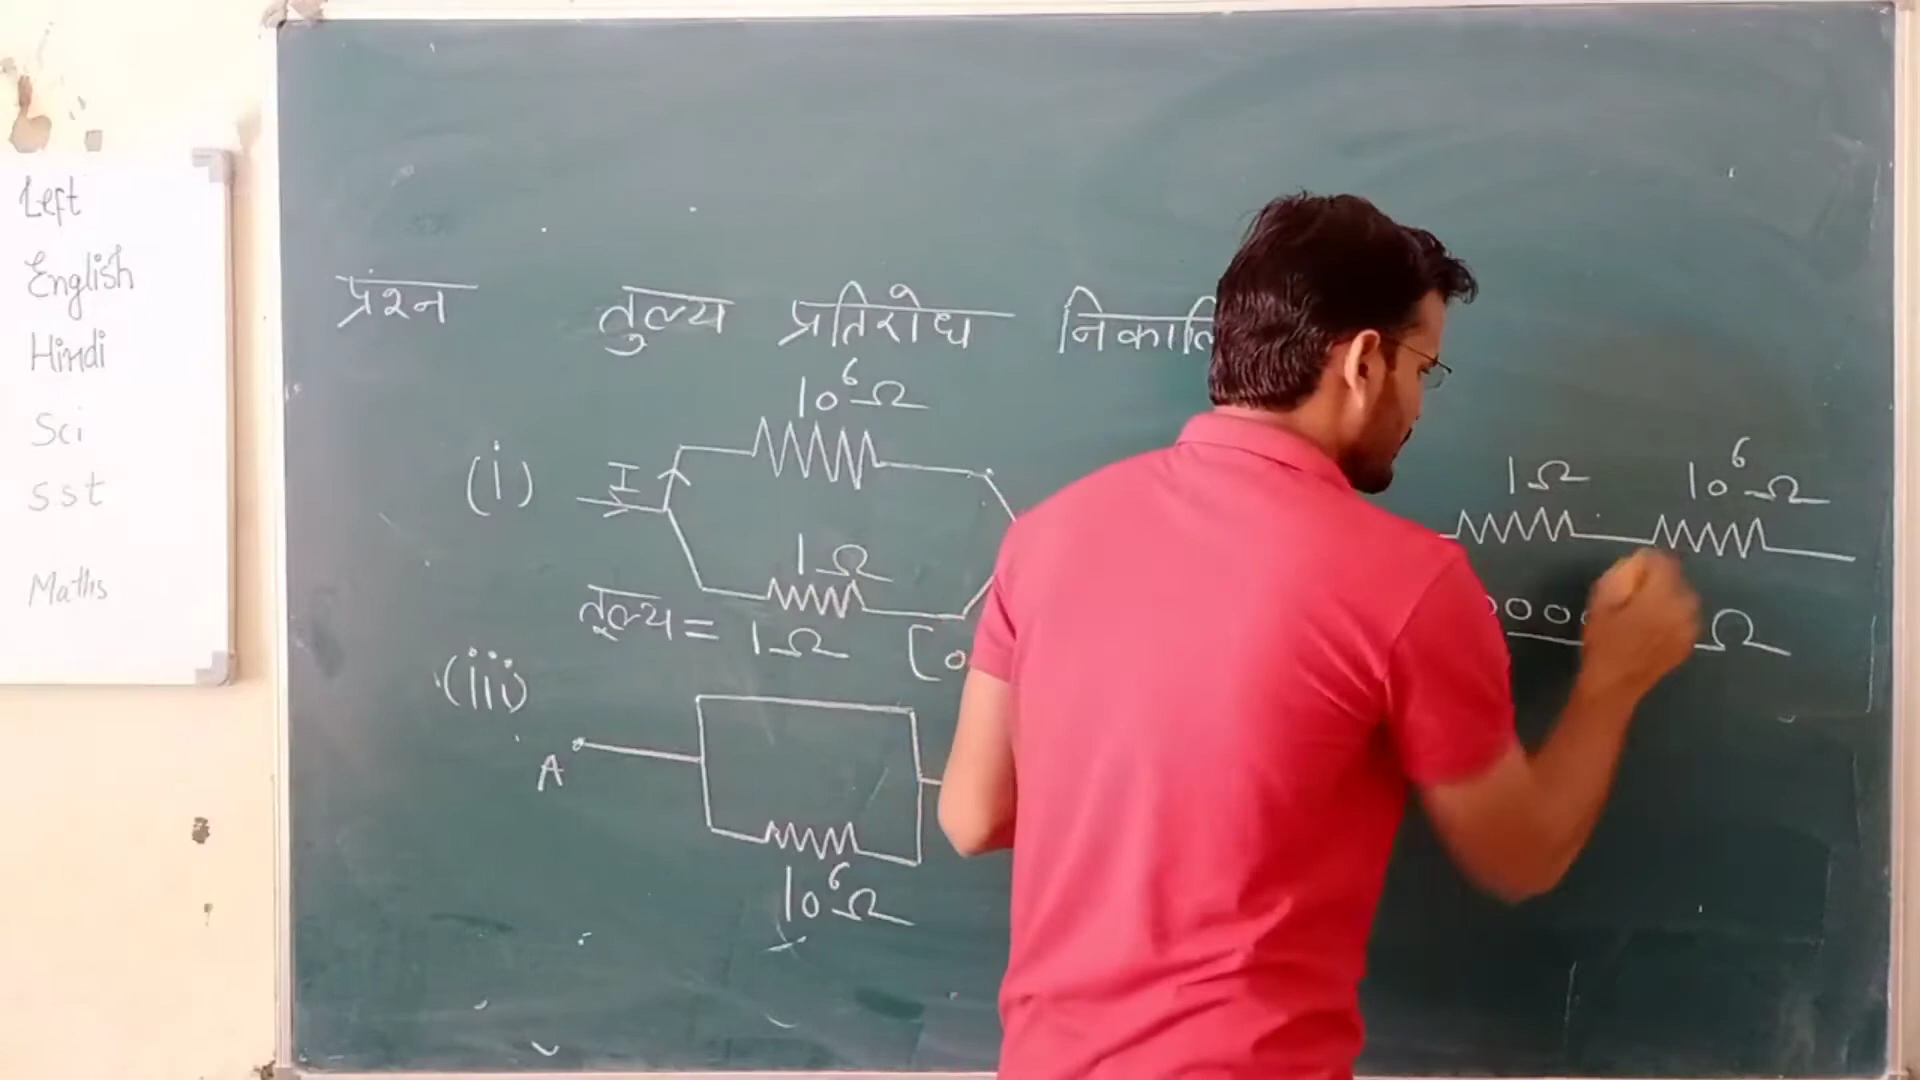 Left
English
Hindi
Sci
SSt
Maths
प्रश्न तुल्य प्रतिरोध
(i) I 10⁶Ω
1Ω
तुल्य = 1Ω
1Ω 10⁶Ω
Ω
(iii)
A
10⁶Ω